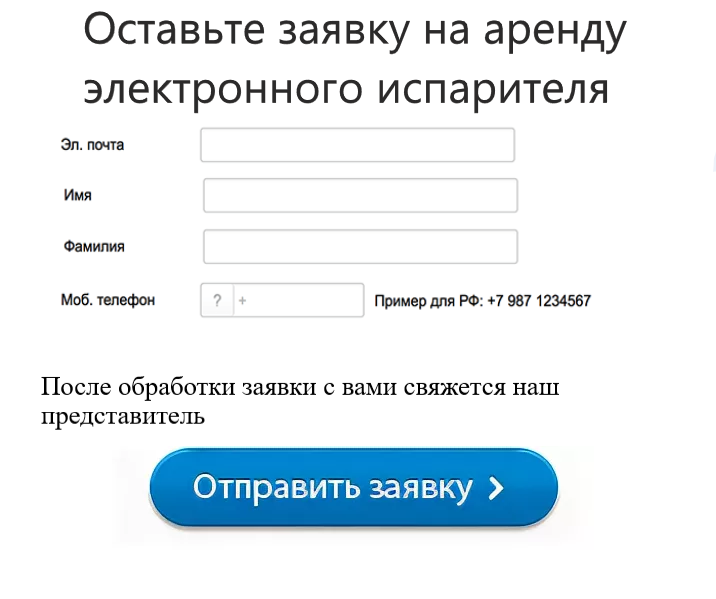 Оставьте заявку на аренду
электронного испарителя
Эл. почта
Имя
Фамилия
Моб. телефон ? + Пример для РФ: +7 987 1234567
После обработки заявки с вами свяжется наш
представитель
Отправить заявку